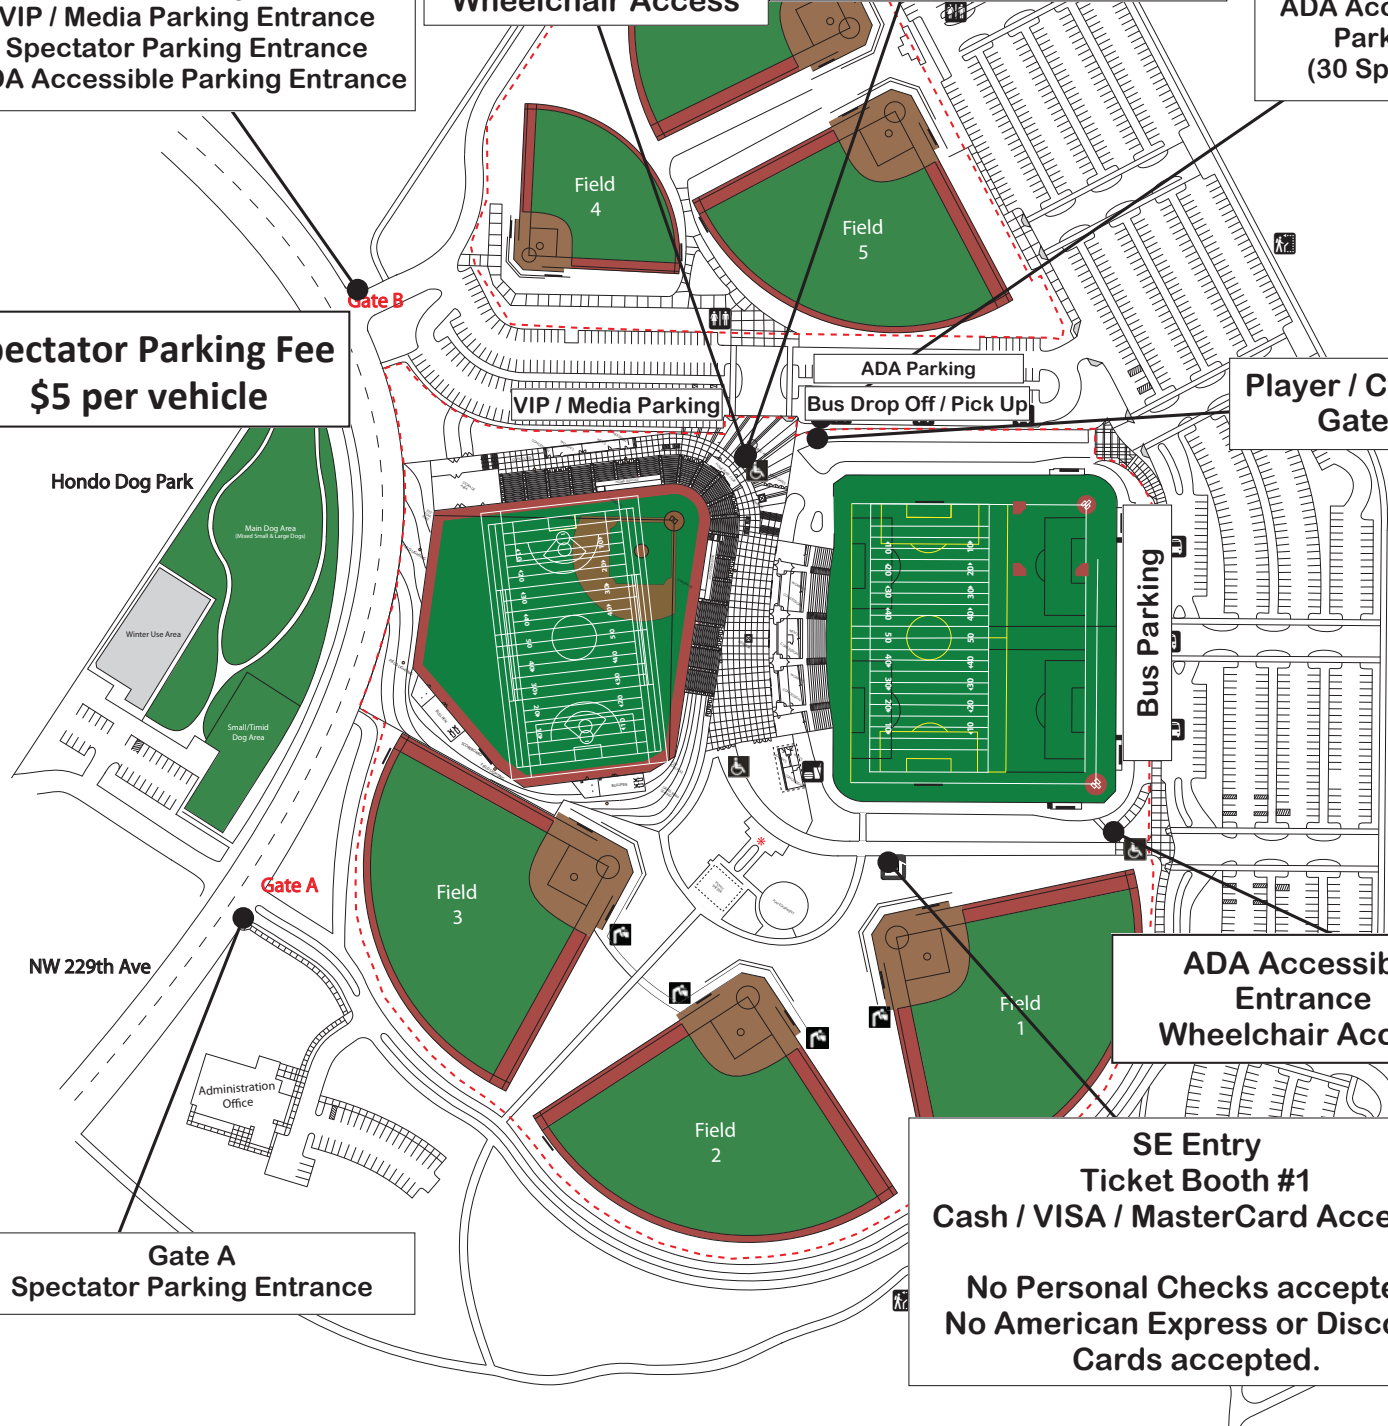 VIP / Media Parking Entrance
Spectator Parking Entrance
DA Accessible Parking Entrance
Wheelchair Access
ADA Acc
Park
(30 Sp
Field
4
Field
5
Gate B
pectator Parking Fee
$5 per vehicle
ADA Parking
VIP / Media Parking
Bus Drop Off / Pick Up
Player / C
Gate
Hondo Dog Park
Main Dog Area
(Mixed Small & Large Dogs)
Winter Use Area
Small/Timid
Dog Area
Bus Parking
Gate A
Field
3
NW 229th Ave
ADA Accessib
Entrance
Wheelchair Acc
Field
1
Administration
Office
Field
2
SE Entry
Ticket Booth #1
Cash / VISA / MasterCard Acce
No Personal Checks accepte
No American Express or Disco
Cards accepted.
Gate A
Spectator Parking Entrance